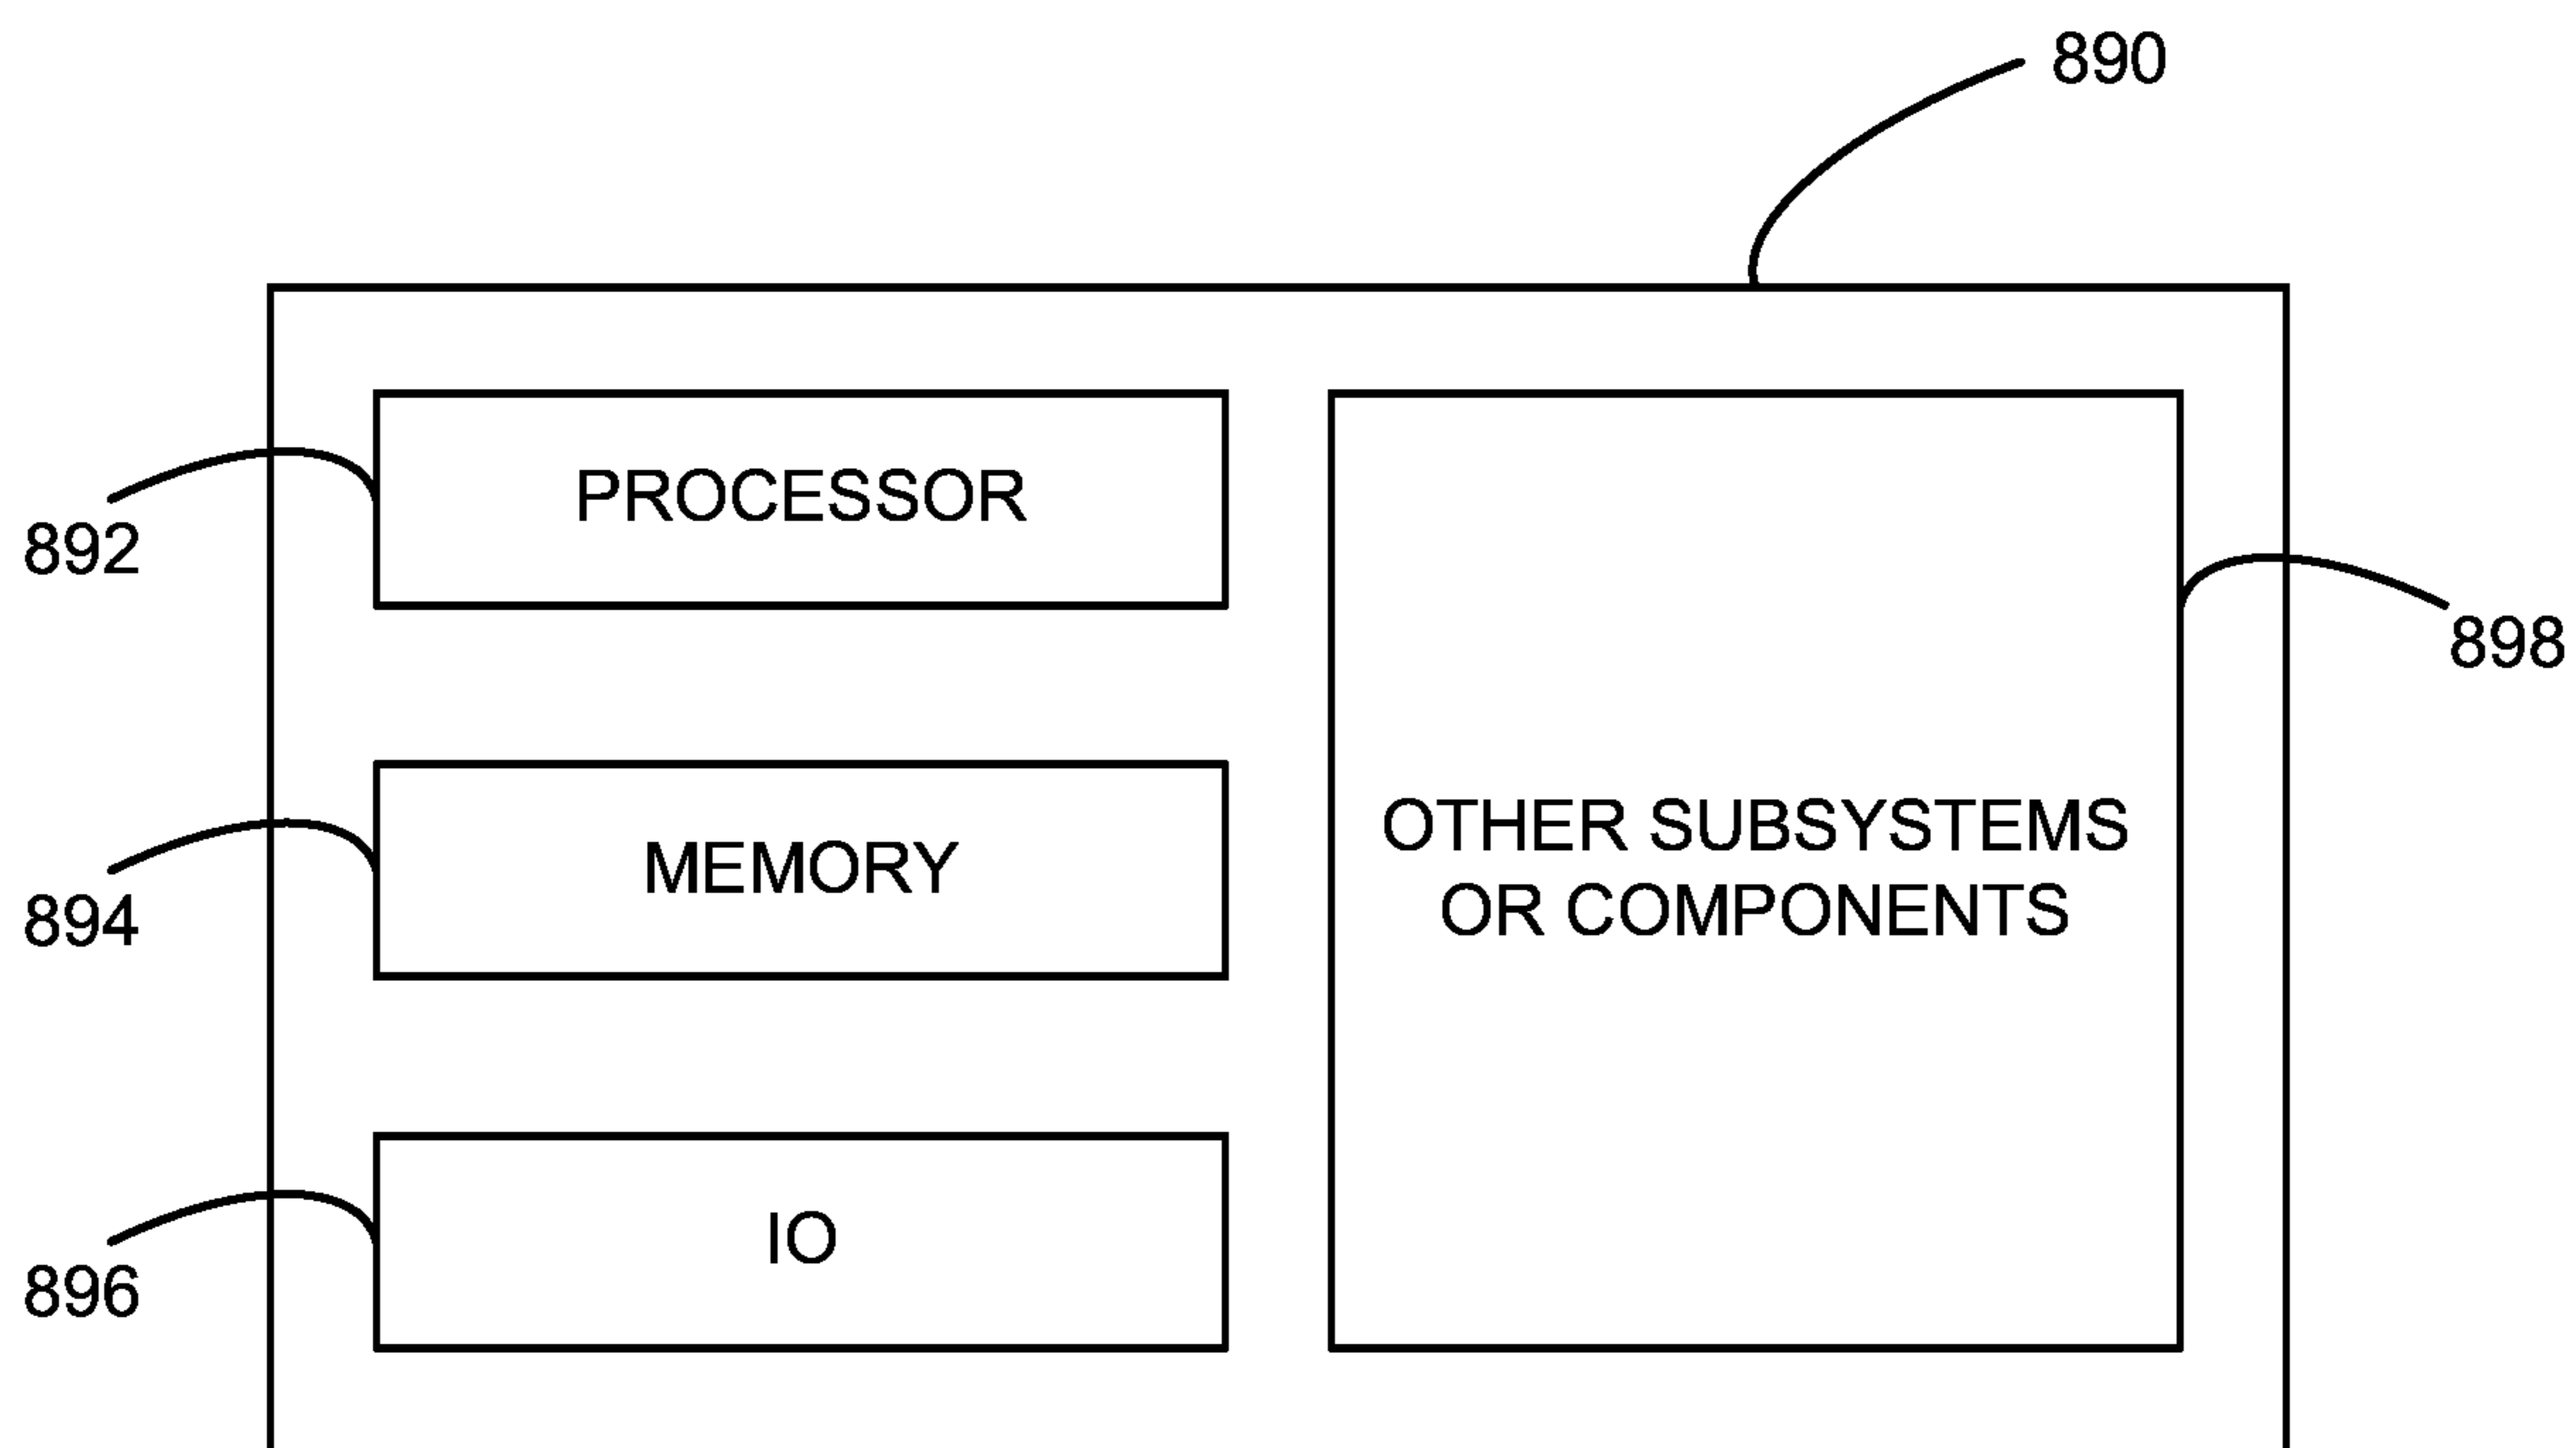 890
PROCESSOR
892
898
OTHER SUBSYSTEMS
OR COMPONENTS
MEMORY
894
IO
896